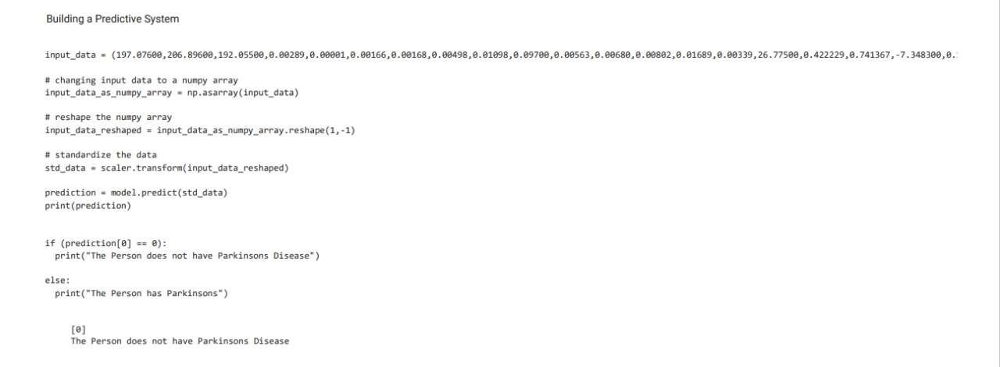 Building a Predictive System
input_data = (197.07600,206.89600,192.05500,0.00289,0.00001,0.00166,0.00168,0.00498,0.01098,0.09700,0.00563,0.00680,0.00802,0.01689,0.00339,26.77500,0.422229,0.741367,-7.348300,0.
# changing input data to a numpy array
input_data_as_numpy_array = np.asarray(input_data)
# reshape the numpy array
input_data_reshaped = input_data_as_numpy_array.reshape(1,-1)
# standardize the data
std_data = scaler.transform(input_data_reshaped)
prediction = model.predict(std_data)
print(prediction)
if (prediction[0] == 0):
print("The Person does not have Parkinsons Disease")
else:
print("The Person has Parkinsons")
[0]
The Person does not have Parkinsons Disease